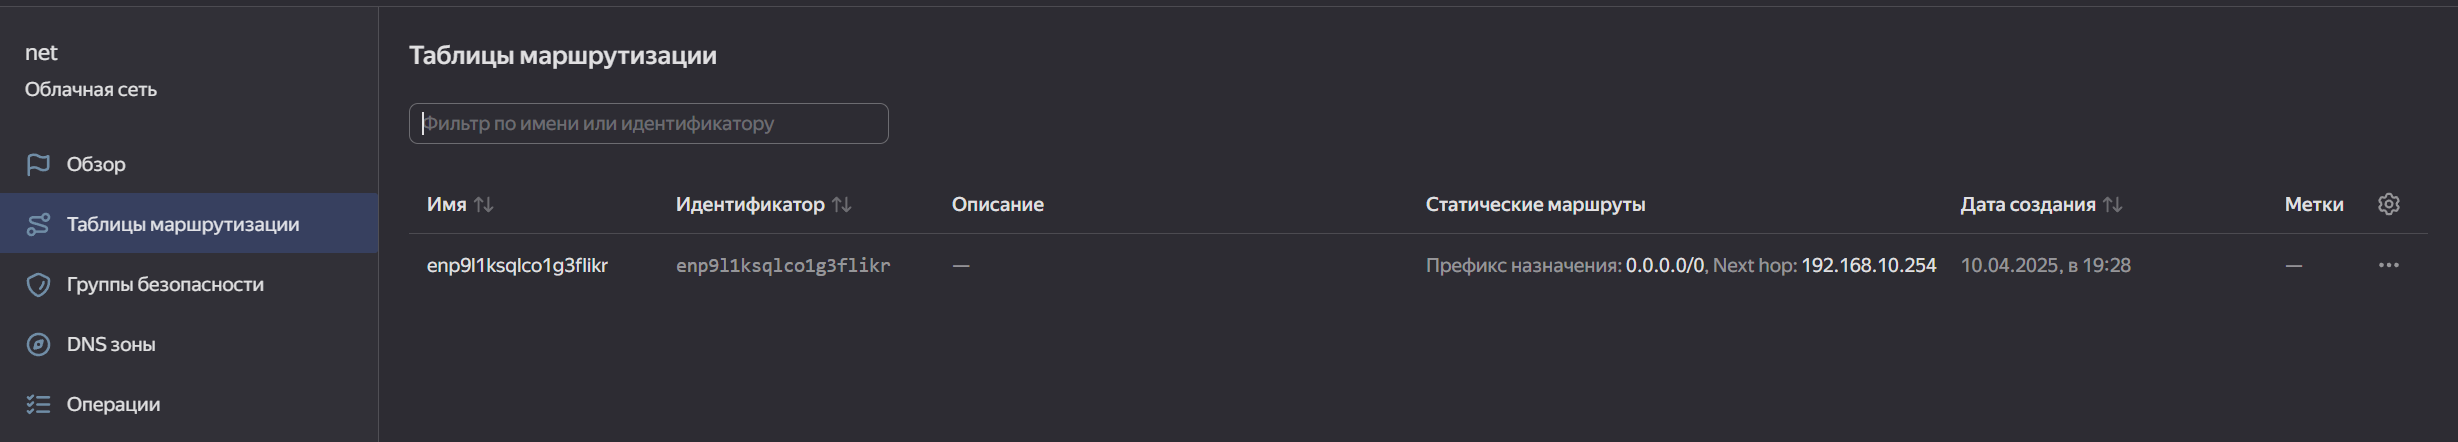 net
Облачная сеть
Обзор
Таблицы маршрутизации
Группы безопасности
DNS зоны
Операции
Таблицы маршрутизации
Фильтр по имени или идентификатору
Имя Идентификатор Описание Статические маршруты Дата создания Метки
enp9l1ksqlco1g3flikr enp9l1ksqlco1g3flikr — Префикс назначения: 0.0.0.0/0, Next hop: 192.168.10.254 10.04.2025, в 19:28 —